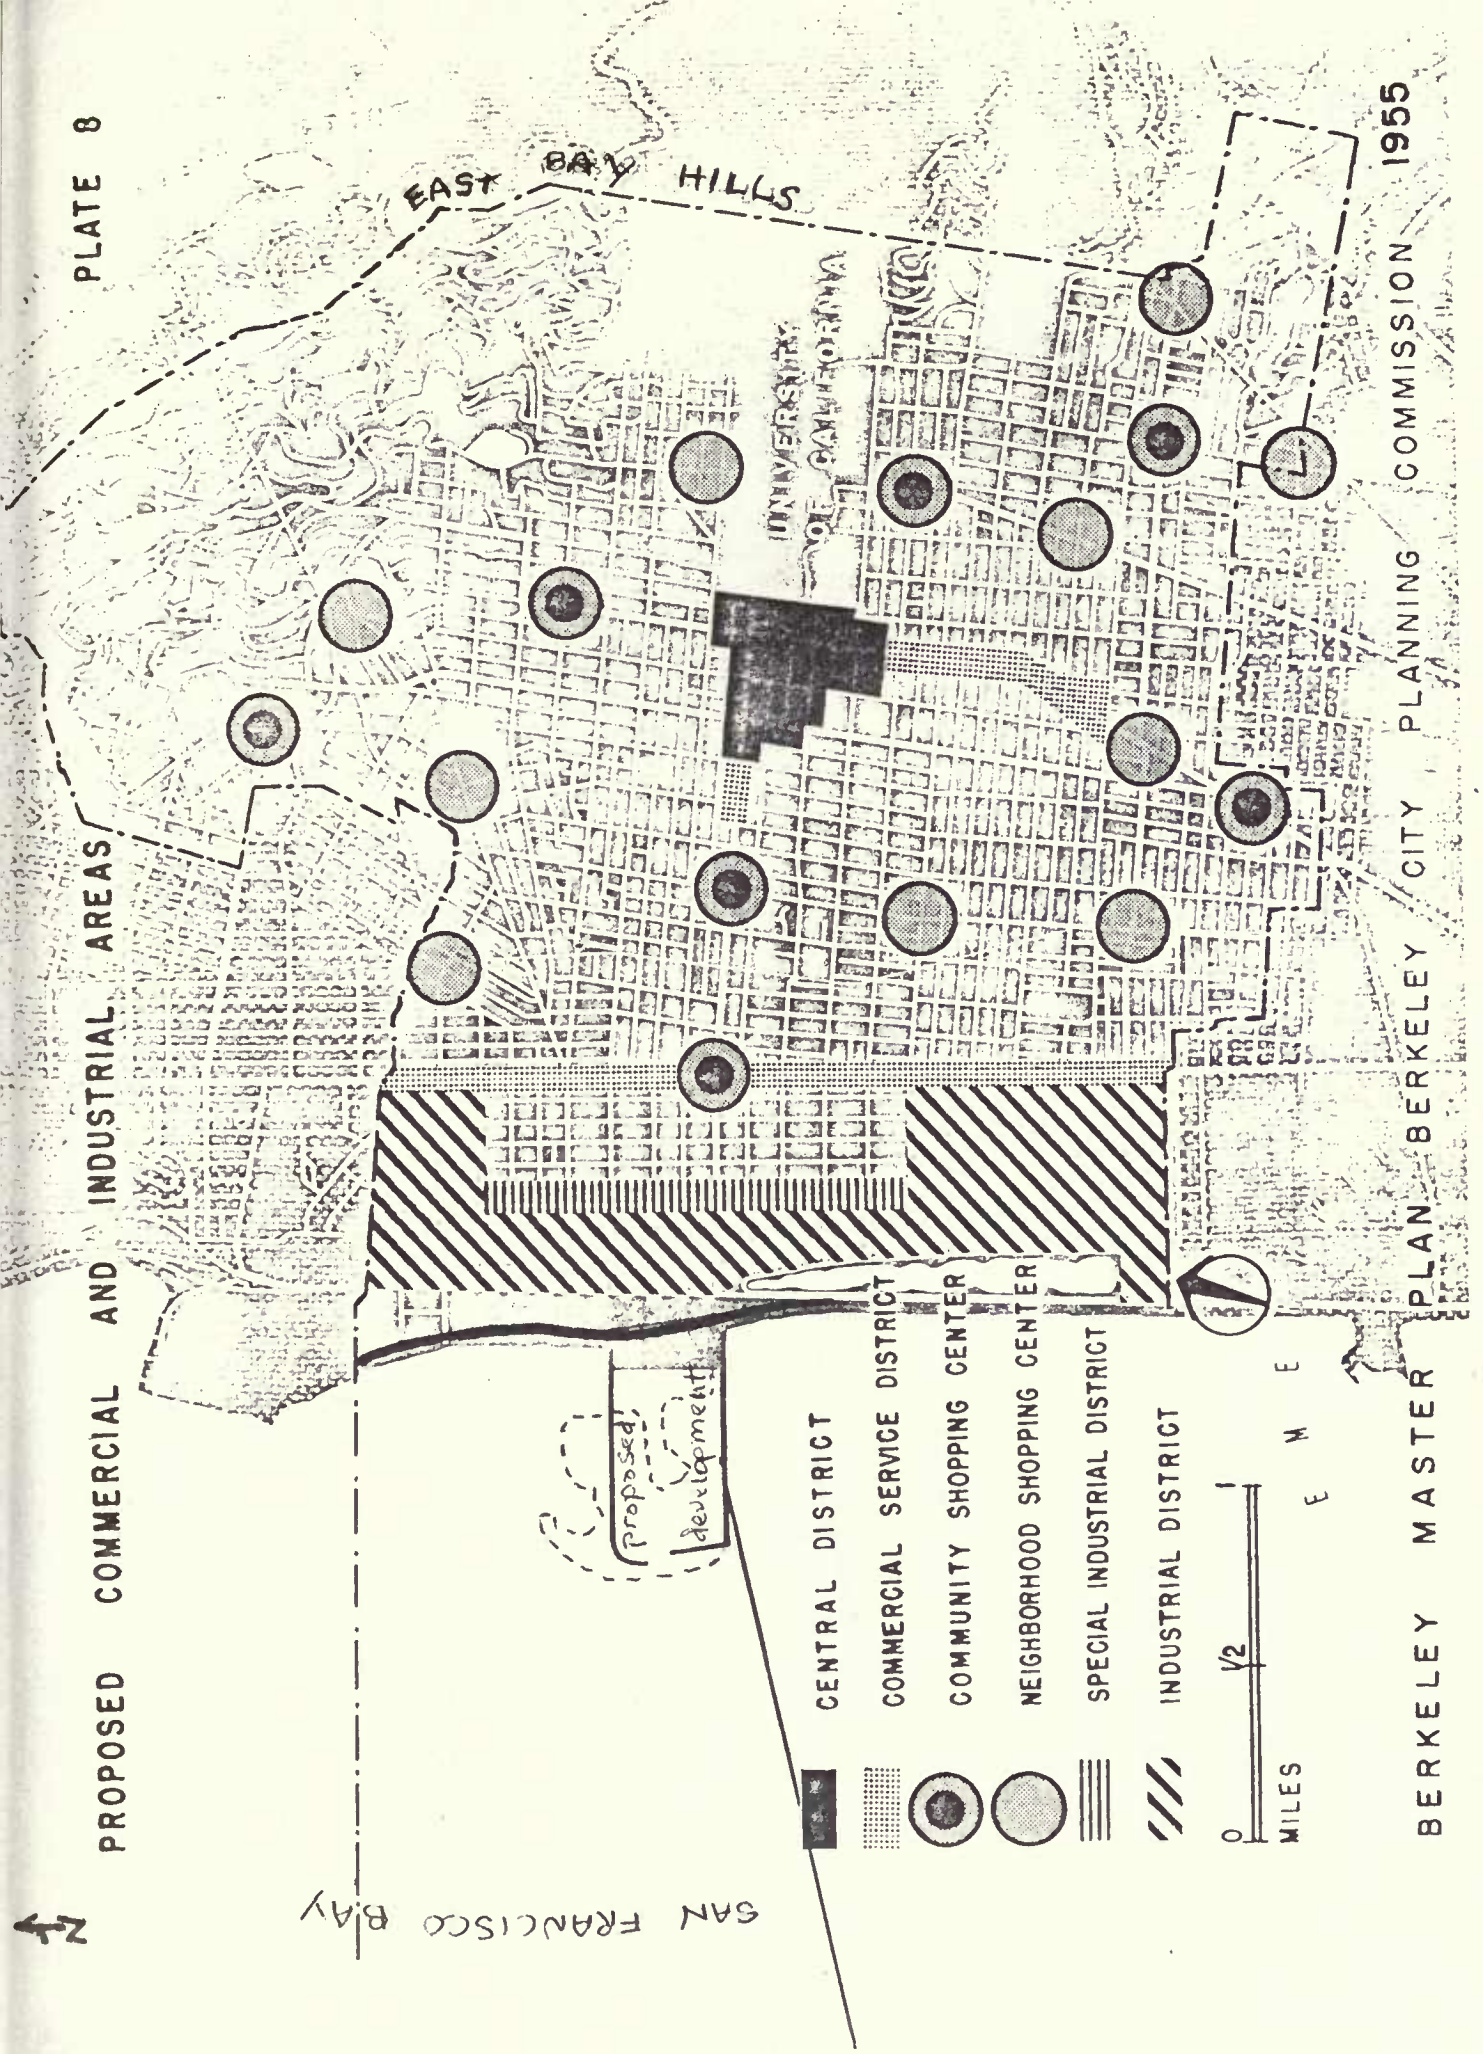 PLATE 8
PROPOSED COMMERCIAL AND INDUSTRIAL AREAS
N
EAST BAY HILLS
UNIVERSITY
OF CALIFORNIA
SAN FRANCISCO BAY
proposed
development
CENTRAL DISTRICT
COMMERCIAL SERVICE DISTRICT
COMMUNITY SHOPPING CENTER
NEIGHBORHOOD SHOPPING CENTER
SPECIAL INDUSTRIAL DISTRICT
INDUSTRIAL DISTRICT
0 1/2 1
MILES
E M E
BERKELEY MASTER PLAN BERKELEY CITY PLANNING COMMISSION 1955